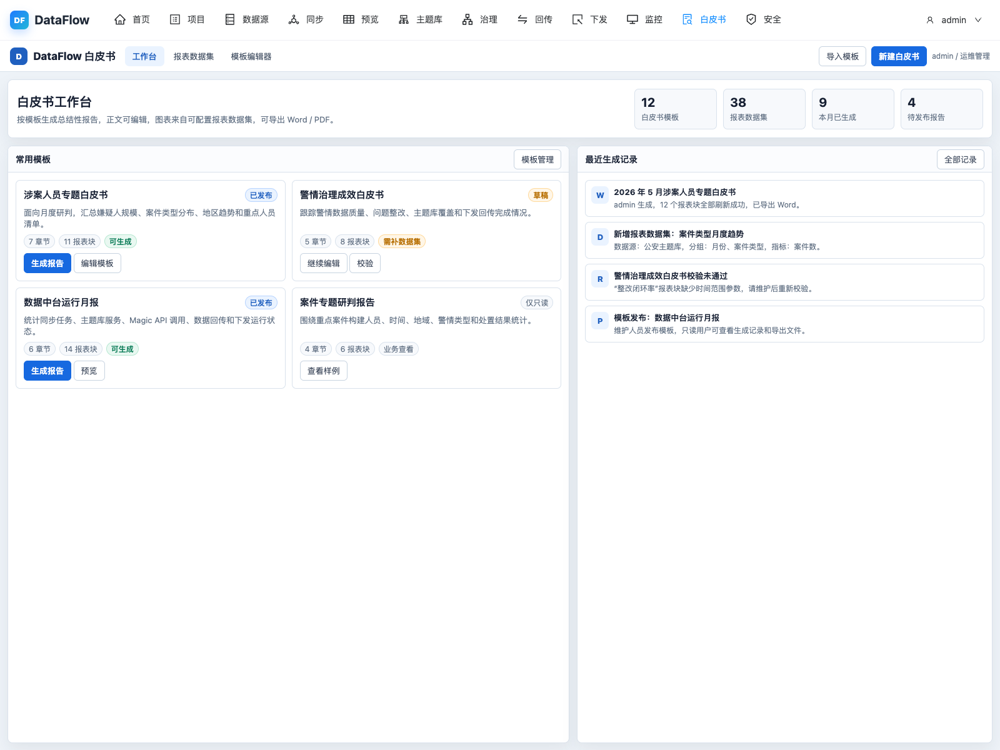 DF DataFlow 首页 项目 数据源 同步 预览 主题库 治理 回传 下发 监控 白皮书 安全 admin
D DataFlow 白皮书 工作台 报表数据集 模板编辑器 导入模板 新建白皮书 admin / 运维管理
白皮书工作台
按模板生成总结性报告，正文可编辑，图表来自可配置报表数据集，可导出 Word / PDF。
12
白皮书模板
38
报表数据集
9
本月已生成
4
待发布报告
常用模板 模板管理
涉案人员专题白皮书 已发布
面向月度研判，汇总嫌疑人规模、案件类型分布、地区趋势和重点人员
清单。
7 章节 11 报表块 可生成
生成报告 编辑模板
警情治理成效白皮书 草稿
跟踪警情数据质量、问题整改、主题库覆盖和下发回传完成情况。
5 章节 8 报表块 需补数据集
继续编辑 校验
数据中台运行月报 已发布
统计同步任务、主题库服务、Magic API 调用、数据回传和下发运行状
态。
6 章节 14 报表块 可生成
生成报告 预览
案件专题研判报告 仅只读
围绕重点案件构建人员、时间、地域、警情类型和处置结果统计。
4 章节 6 报表块 业务查看
查看样例
最近生成记录 全部记录
W 2026 年 5 月涉案人员专题白皮书
admin 生成，12 个报表块全部刷新成功，已导出 Word。
D 新增报表数据集：案件类型月度趋势
数据源：公安主题库，分组：月份、案件类型，指标：案件数。
R 警情治理成效白皮书校验未通过
“整改闭环率”报表块缺少时间范围参数，请维护后重新校验。
P 模板发布：数据中台运行月报
维护人员发布模板，只读用户可查看生成记录和导出文件。